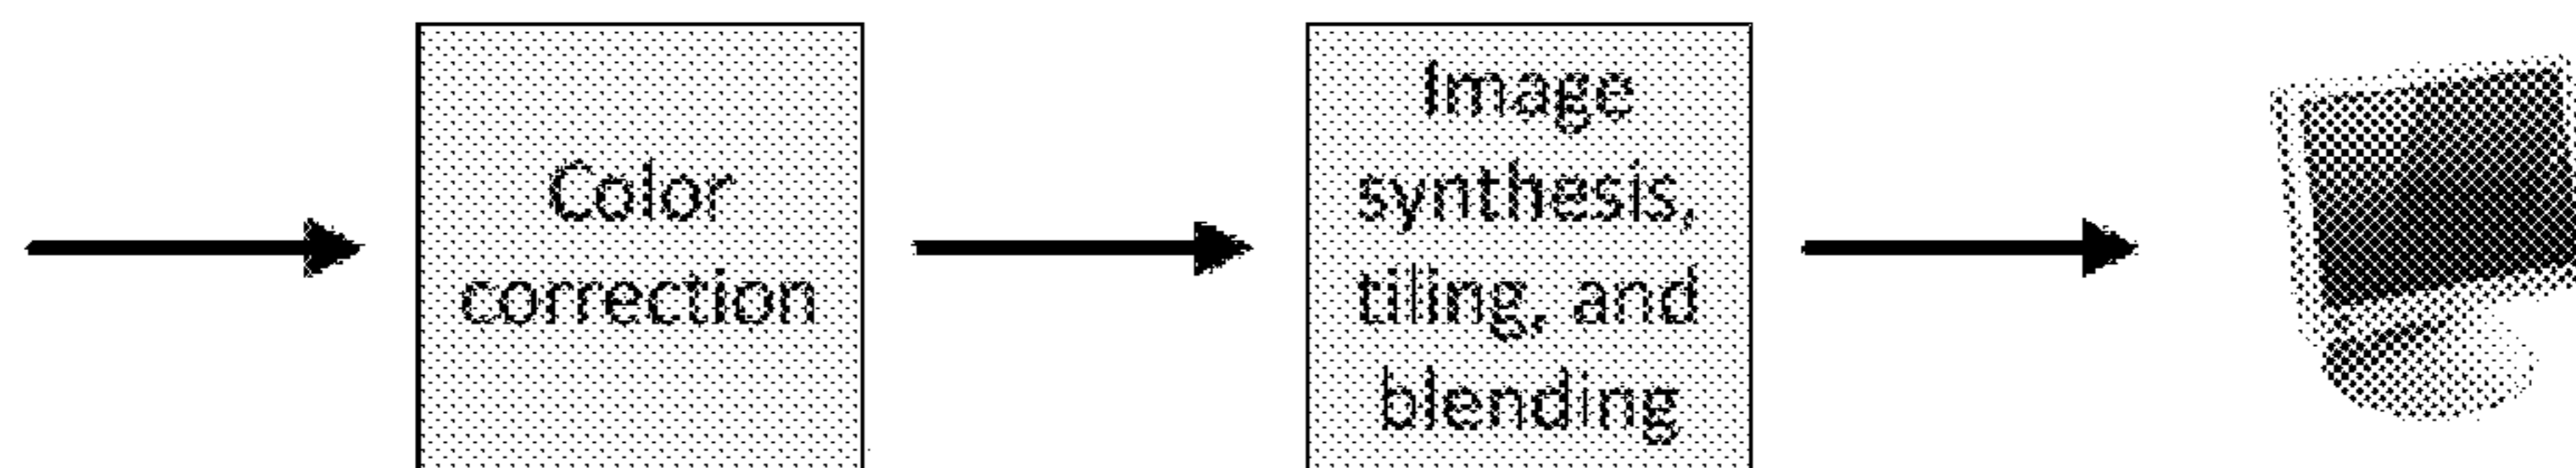 Color
correction
Image
synthesis,
tiling, and
blending